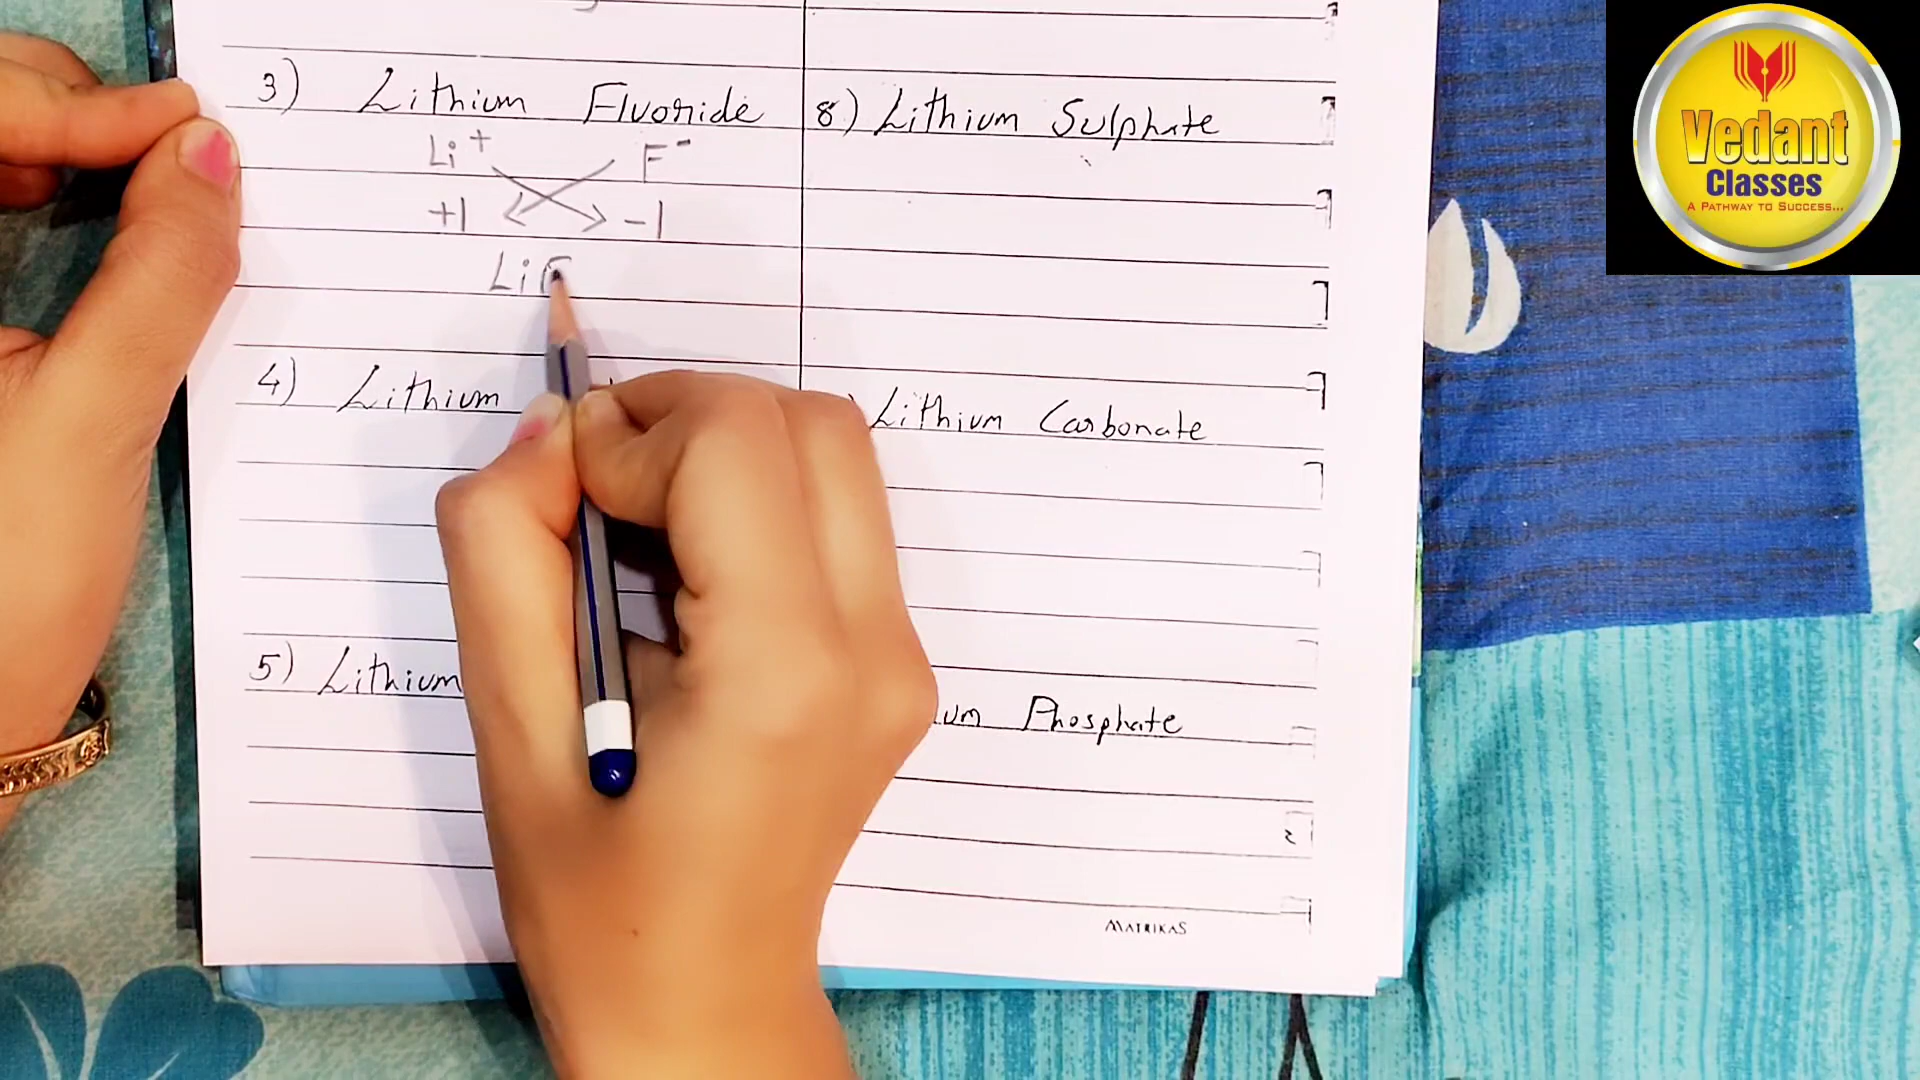 3) Lithium Fluoride
Li+ F-
+1 -1
LiF
4) Lithium
5) Lithium
8) Lithium Sulphate
) Lithium Carbonate
um Phosphate
MATRIKAS
Vedant
Classes
A PATHWAY TO SUCCESS...